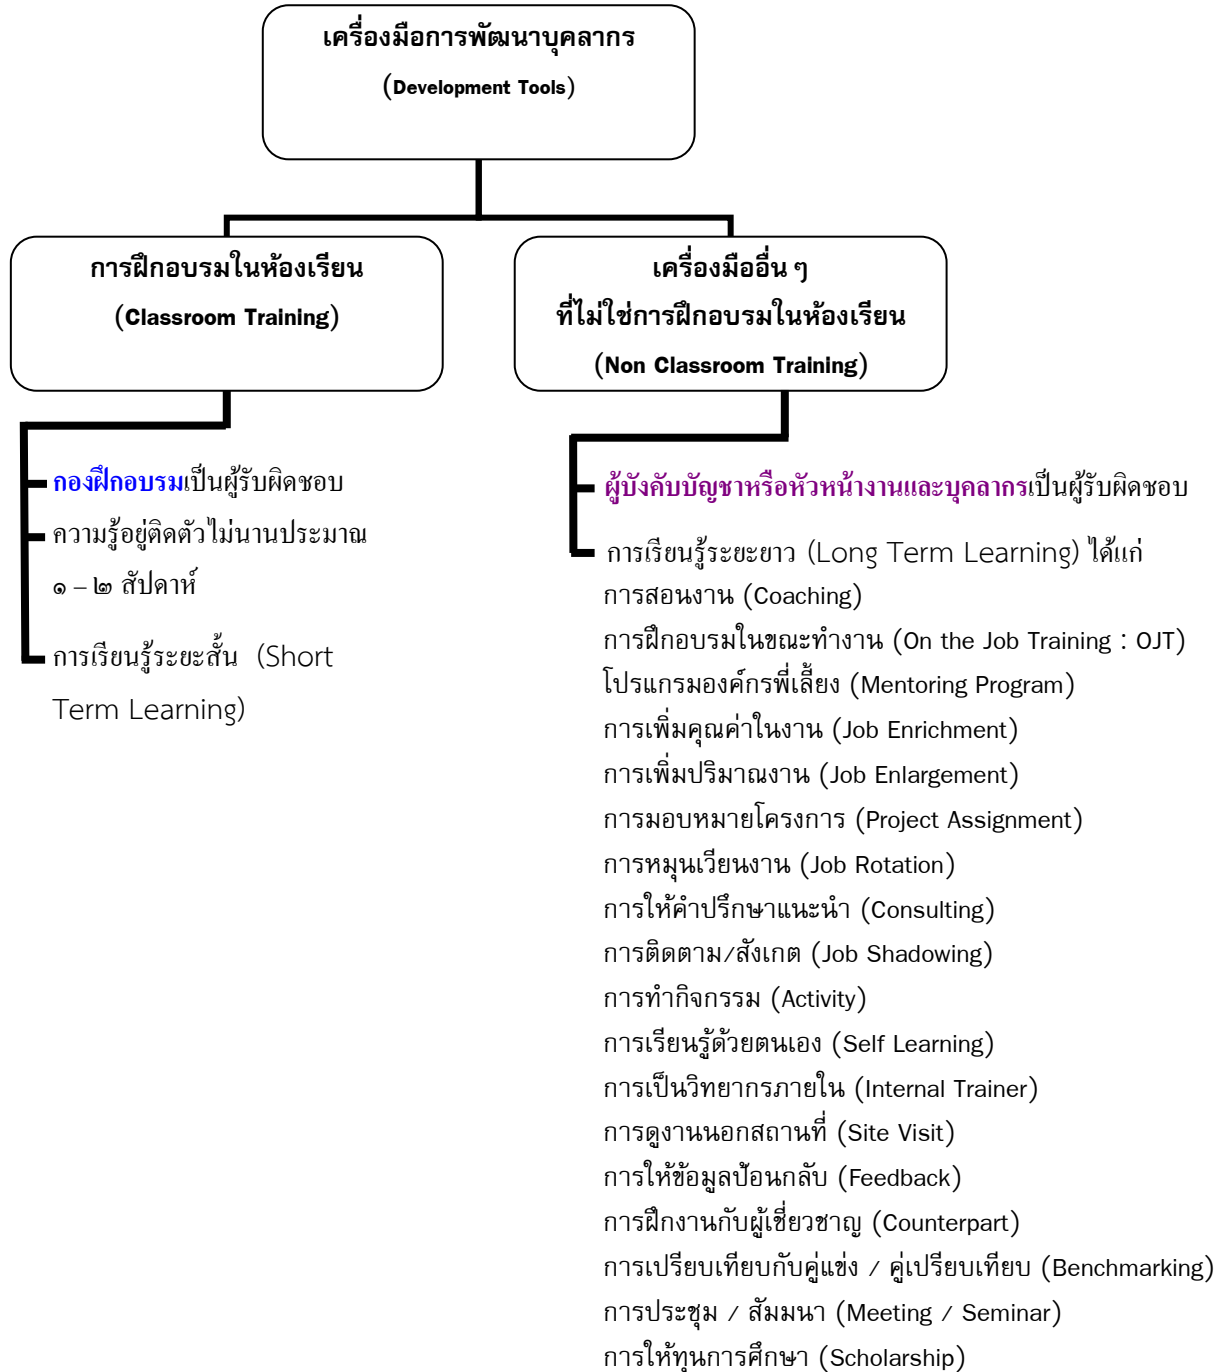 เครื่องมือการพัฒนาบุคลากร
(Development Tools)
การฝึกอบรมในห้องเรียน
(Classroom Training)
เครื่องมืออื่น ๆ
ที่ไม่ใช่การฝึกอบรมในห้องเรียน
(Non Classroom Training)
กองฝึกอบรมเป็นผู้รับผิดชอบ
ความรู้อยู่ติดตัวไม่นานประมาณ
๑ – ๒ สัปดาห์
การเรียนรู้ระยะสั้น (Short
Term Learning)
ผู้บังคับบัญชาหรือหัวหน้างานและบุคลากรเป็นผู้รับผิดชอบ
การเรียนรู้ระยะยาว (Long Term Learning) ได้แก่
การสอนงาน (Coaching)
การฝึกอบรมในขณะทำงาน (On the Job Training : OJT)
โปรแกรมองค์กรพี่เลี้ยง (Mentoring Program)
การเพิ่มคุณค่าในงาน (Job Enrichment)
การเพิ่มปริมาณงาน (Job Enlargement)
การมอบหมายโครงการ (Project Assignment)
การหมุนเวียนงาน (Job Rotation)
การให้คำปรึกษาแนะนำ (Consulting)
การติดตาม/สังเกต (Job Shadowing)
การทำกิจกรรม (Activity)
การเรียนรู้ด้วยตนเอง (Self Learning)
การเป็นวิทยากรภายใน (Internal Trainer)
การดูงานนอกสถานที่ (Site Visit)
การให้ข้อมูลป้อนกลับ (Feedback)
การฝึกงานกับผู้เชี่ยวชาญ (Counterpart)
การเปรียบเทียบกับคู่แข่ง / คู่เปรียบเทียบ (Benchmarking)
การประชุม / สัมมนา (Meeting / Seminar)
การให้ทุนการศึกษา (Scholarship)